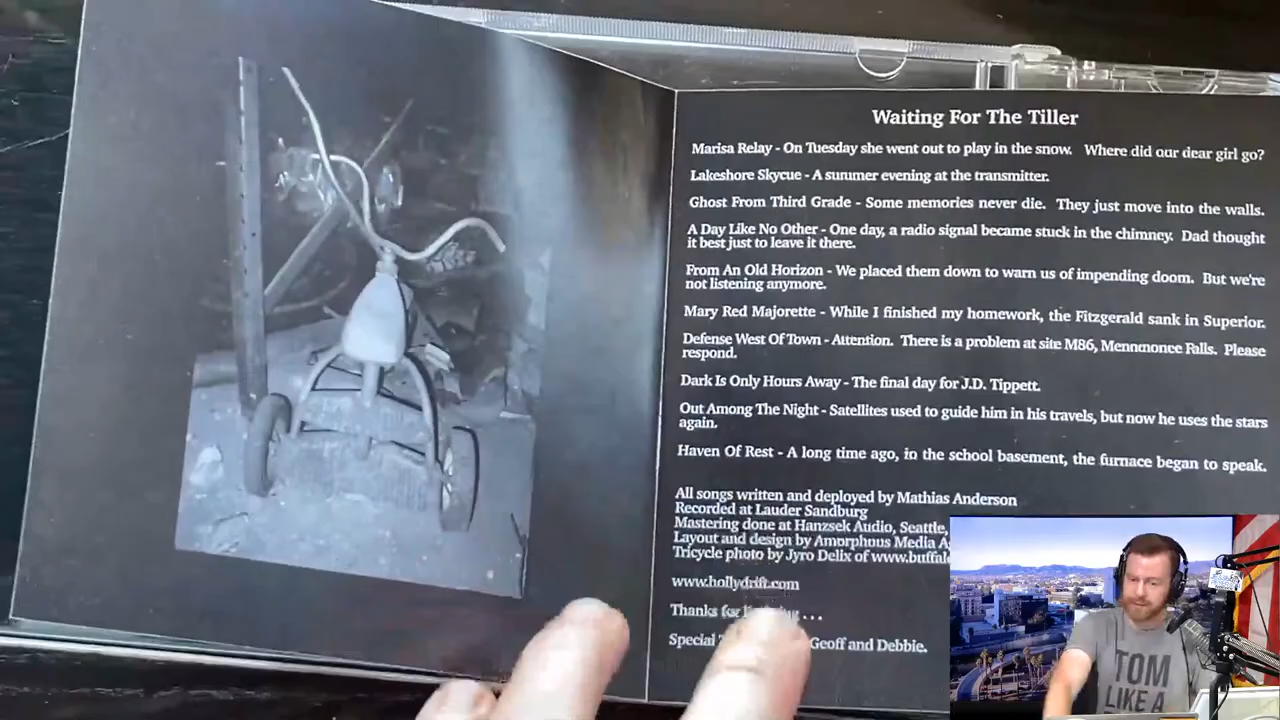 Waiting For The Tiller
Marisa Relay - On Tuesday she went out to play in the snow. Where did our dear girl go?
Lakeshore Skycue - A summer evening at the transmitter.
Ghost From Third Grade - Some memories never die. They just move into the walls.
A Day Like No Other - One day, a radio signal became stuck in the chimney. Dad thought
it best just to leave it there.
From An Old Horizon - We placed them down to warn us of impending doom. But we're
not listening anymore.
Mary Red Majorette - While I finished my homework, the Fitzgerald sank in Superior.
Defense West Of Town - Attention. There is a problem at site M86, Menmonee Falls. Please
respond.
Dark Is Only Hours Away - The final day for J.D. Tippett.
Out Among The Night - Satellites used to guide him in his travels, but now he uses the stars
again.
Haven Of Rest - A long time ago, in the school basement, the furnace began to speak.
All songs written and deployed by Mathias Anderson
Recorded at Lauder Sandburg
Mastering done at Hanzsek Audio, Seattle,
Layout and design by Amorphous Media
Tricycle photo by Jyro Delix of
www.hollydrift.com
Thanks for
Special Geoff and Debbie.
TOM
LIKE A